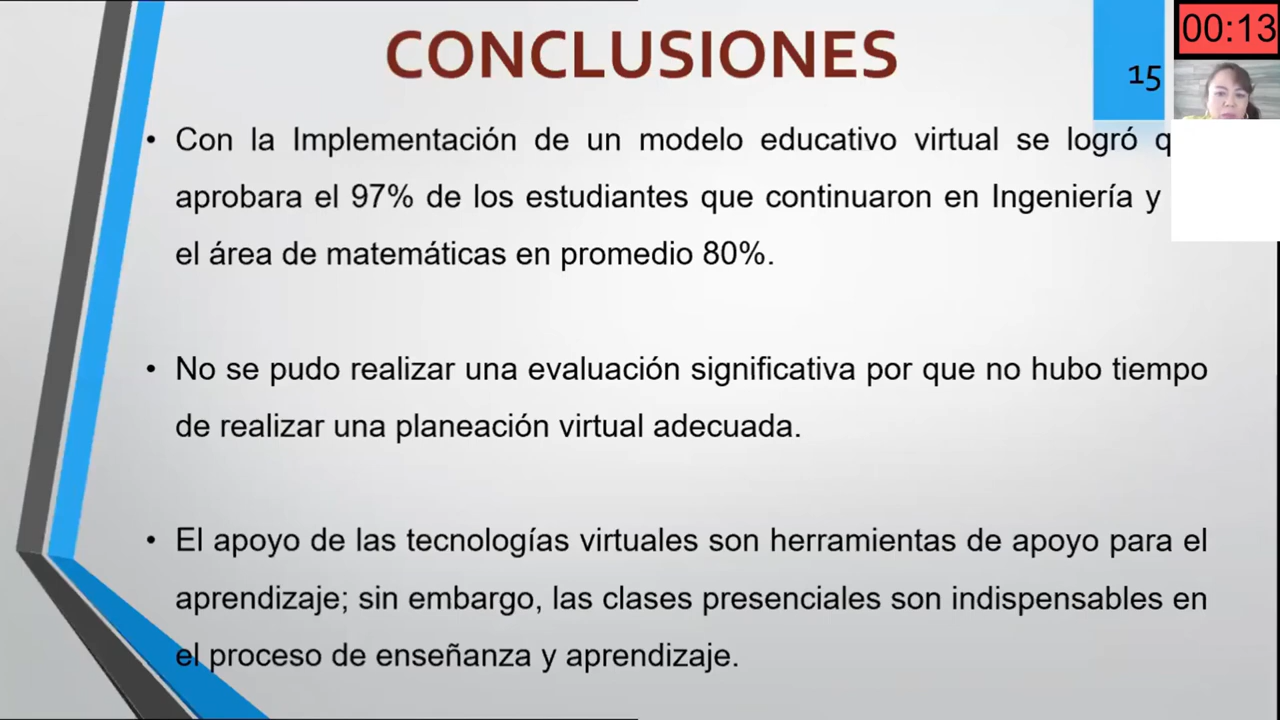 CONCLUSIONES
00:13
15
• Con la Implementación de un modelo educativo virtual se logró
aprobara el 97% de los estudiantes que continuaron en Ingeniería y
el área de matemáticas en promedio 80%.
• No se pudo realizar una evaluación significativa por que no hubo tiempo
de realizar una planeación virtual adecuada.
• El apoyo de las tecnologías virtuales son herramientas de apoyo para el
aprendizaje; sin embargo, las clases presenciales son indispensables en
el proceso de enseñanza y aprendizaje.